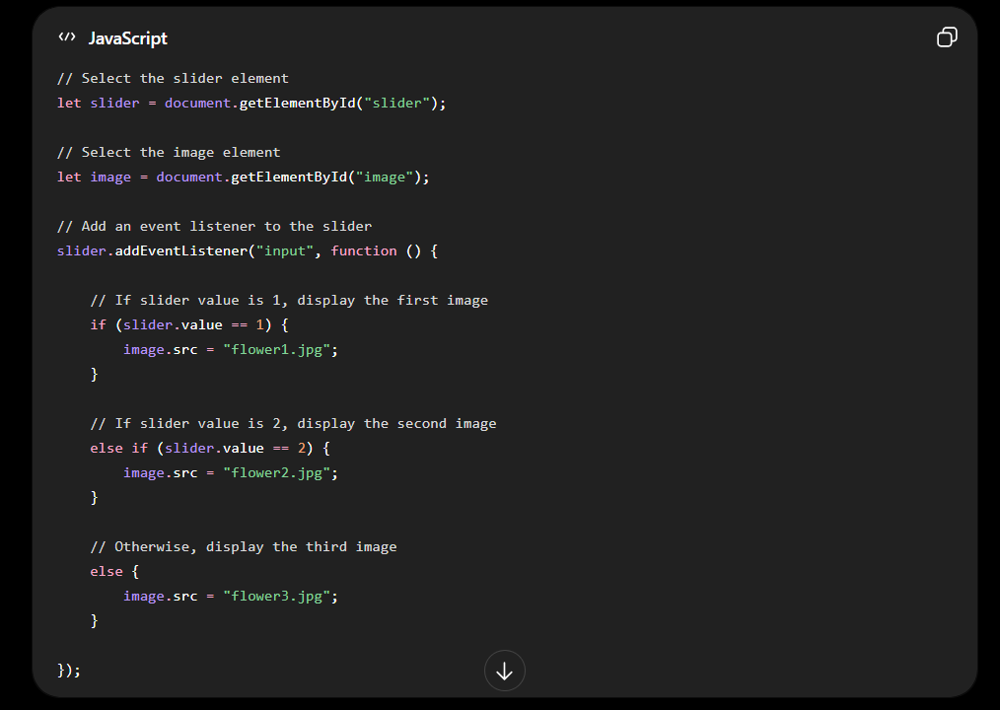 JavaScript
// Select the slider element
let slider = document.getElementById("slider");
// Select the image element
let image = document.getElementById("image");
// Add an event listener to the slider
slider.addEventListener("input", function () {
// If slider value is 1, display the first image
if (slider.value == 1) {
image.src = "flower1.jpg";
}
// If slider value is 2, display the second image
else if (slider.value == 2) {
image.src = "flower2.jpg";
}
// Otherwise, display the third image
else {
image.src = "flower3.jpg";
}
});